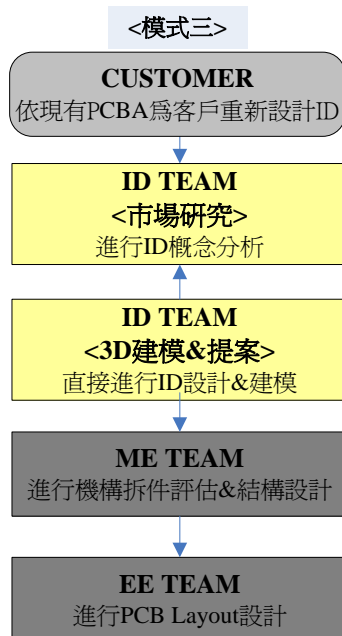 <模式三>
CUSTOMER
依現有PCBA為客戶重新設計ID
ID TEAM
<市場研究>
進行ID概念分析
ID TEAM
<3D建模&提案>
直接進行ID設計&建模
ME TEAM
進行機構拆件評估&結構設計
EE TEAM
進行PCB Layout設計